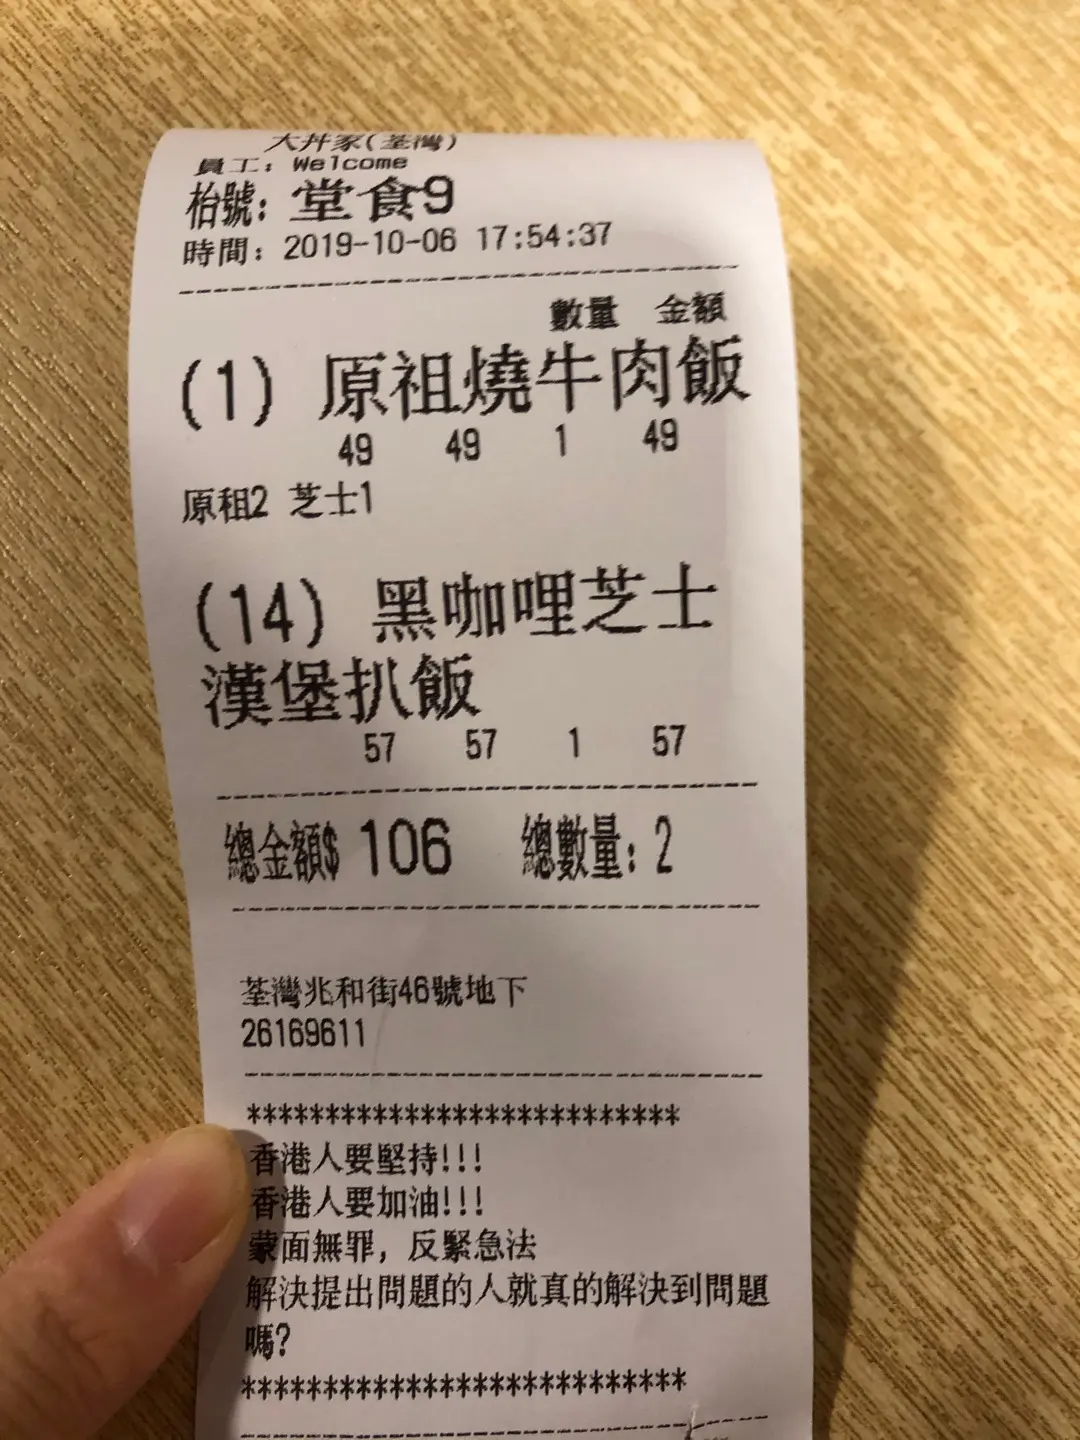 大丼家(荃灣)
員工: Welcome
枱號: 堂食9
時間: 2019-10-06 17:54:37
數量 金額
(1) 原祖燒牛肉飯
49 49 1 49
原租2 芝士1
(14) 黑咖哩芝士
漢堡扒飯
57 57 1 57
總金額$ 106 總數量: 2
荃灣兆和街46號地下
26169611
****************************
香港人要堅持!!!
香港人要加油!!!
蒙面無罪, 反緊急法
解決提出問題的人就真的解決到問題
嗎?
****************************